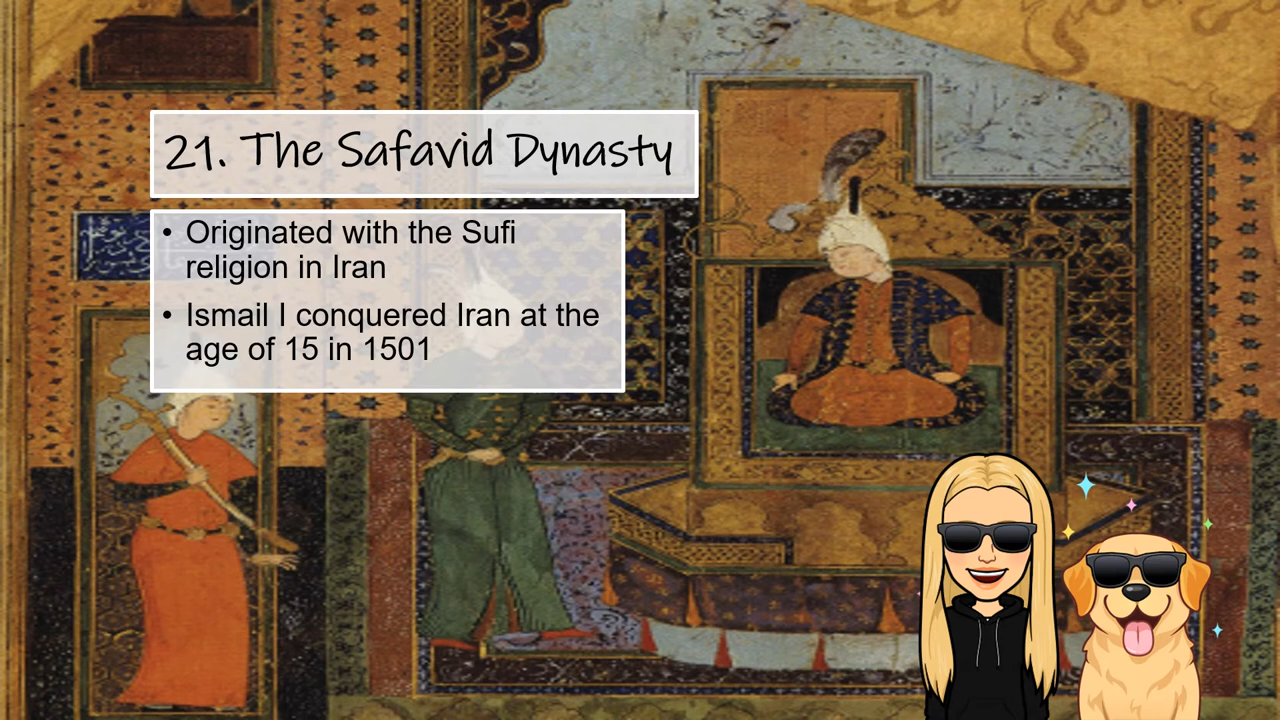 21. The Safavid Dynasty
• Originated with the Sufi
religion in Iran
• Ismail I conquered Iran at the
age of 15 in 1501